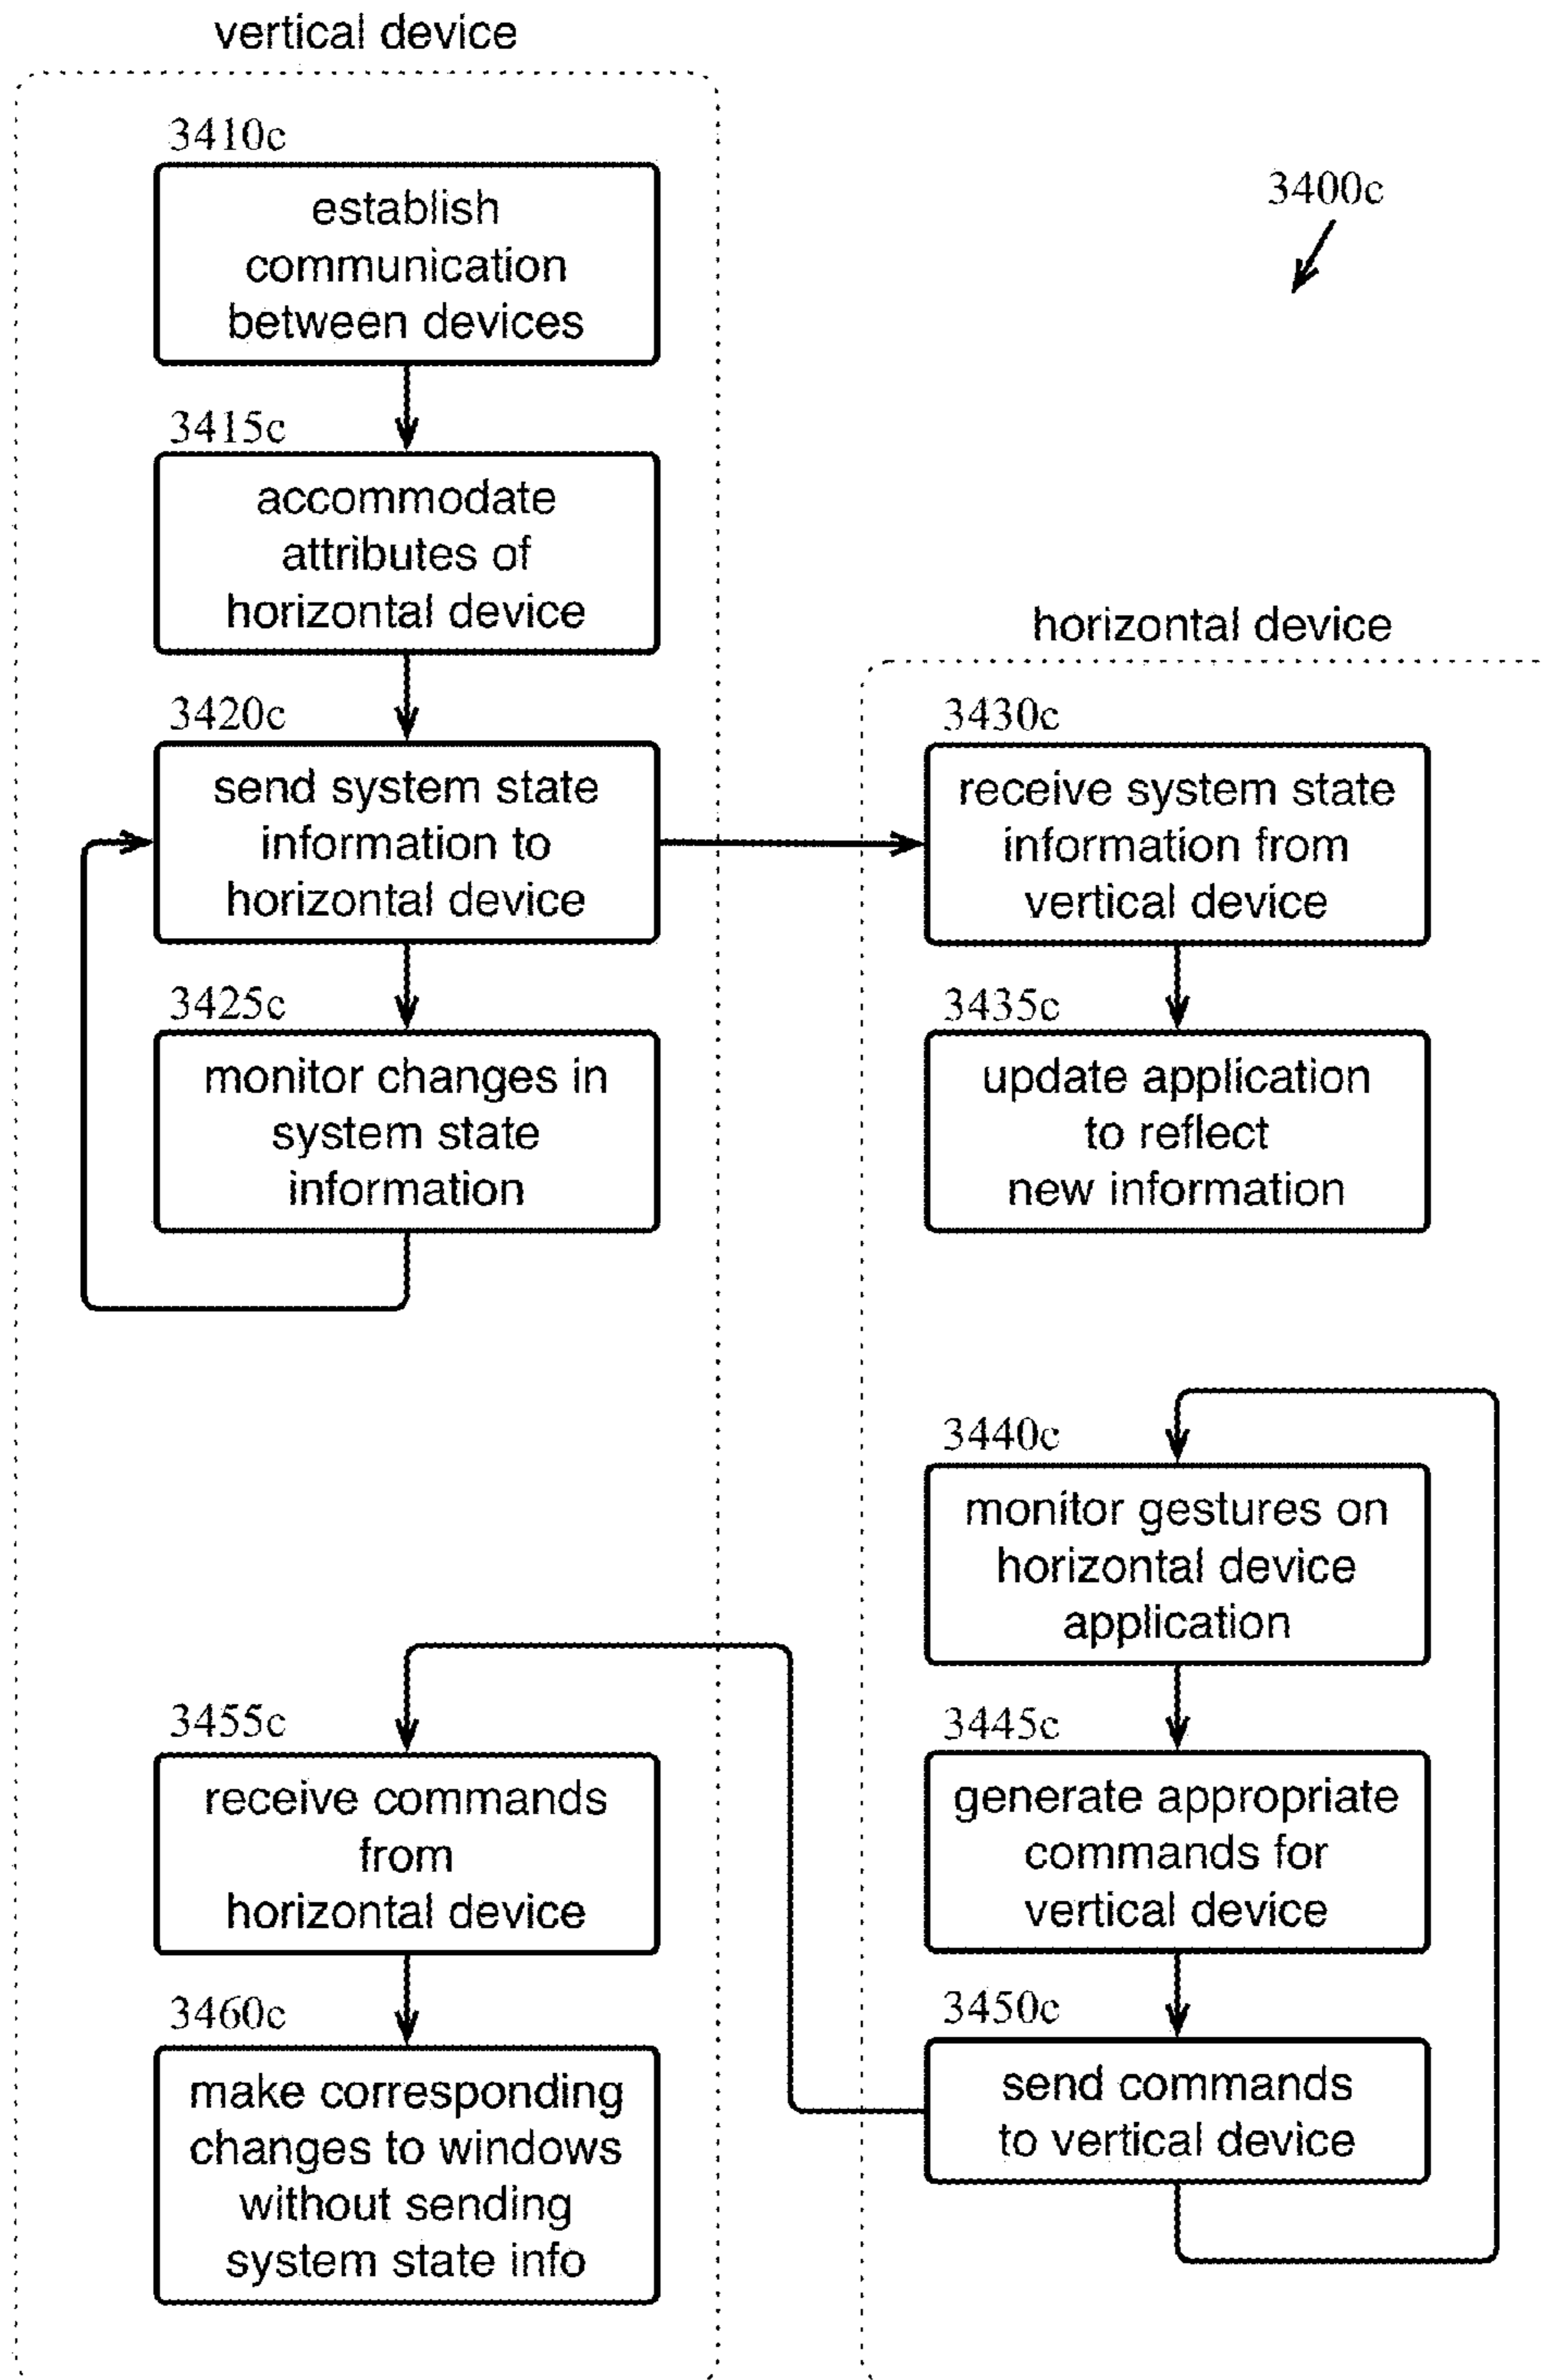 vertical device
3410c
establish
communication
between devices
3400c
3415c
accommodate
attributes of
horizontal device
horizontal device
3420c
send system state
information to
horizontal device
3430c
receive system state
information from
vertical device
3425c
monitor changes in
system state
information
3435c
update application
to reflect
new information
3440c
monitor gestures on
horizontal device
application
3445c
generate appropriate
commands for
vertical device
3450c
send commands
to vertical device
3455c
receive commands
from
horizontal device
3460c
make corresponding
changes to windows
without sending
system state info